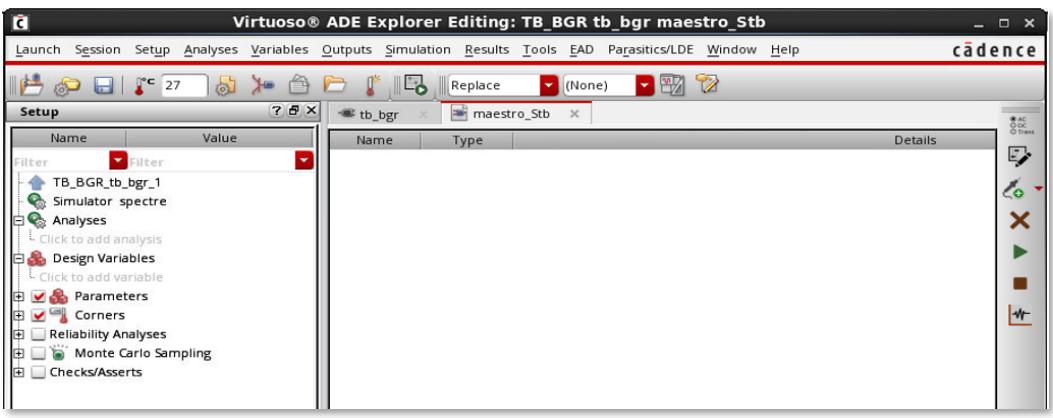 Virtuoso® ADE Explorer Editing: TB_BGR tb_bgr maestro_Stb
Launch Session Setup Analyses Variables Outputs Simulation Results Tools EAD Parasitics/LDE Window Help cādence
°C 27 Replace (None)
Setup ? tb_bgr maestro_Stb
Name Value Name Type Details
Filter Filter
TB_BGR_tb_bgr_1
Simulator spectre
Analyses
Click to add analysis
Design Variables
Click to add variable
Parameters
Corners
Reliability Analyses
Monte Carlo Sampling
Checks/Asserts
AC
DC
Trans